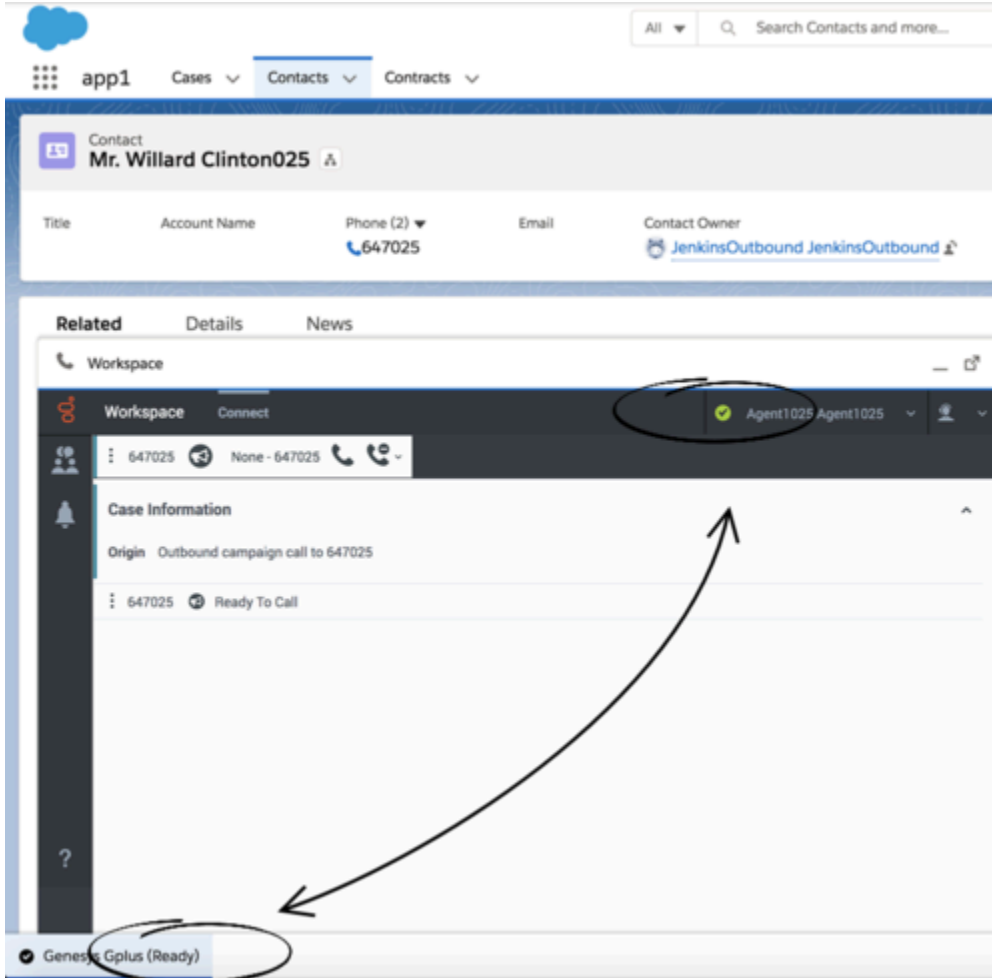 All Search Contacts and more...
app1 Cases Contacts Contracts
Contact
Mr. Willard Clinton025
Title Account Name Phone (2) Email Contact Owner
647025 JenkinsOutbound JenkinsOutbound
Related Details News
Workspace
Workspace Connect Agent1025 Agent1025
647025 None - 647025
Case Information
Origin Outbound campaign call to 647025
647025 Ready To Call
?
Genesys Gplus (Ready)